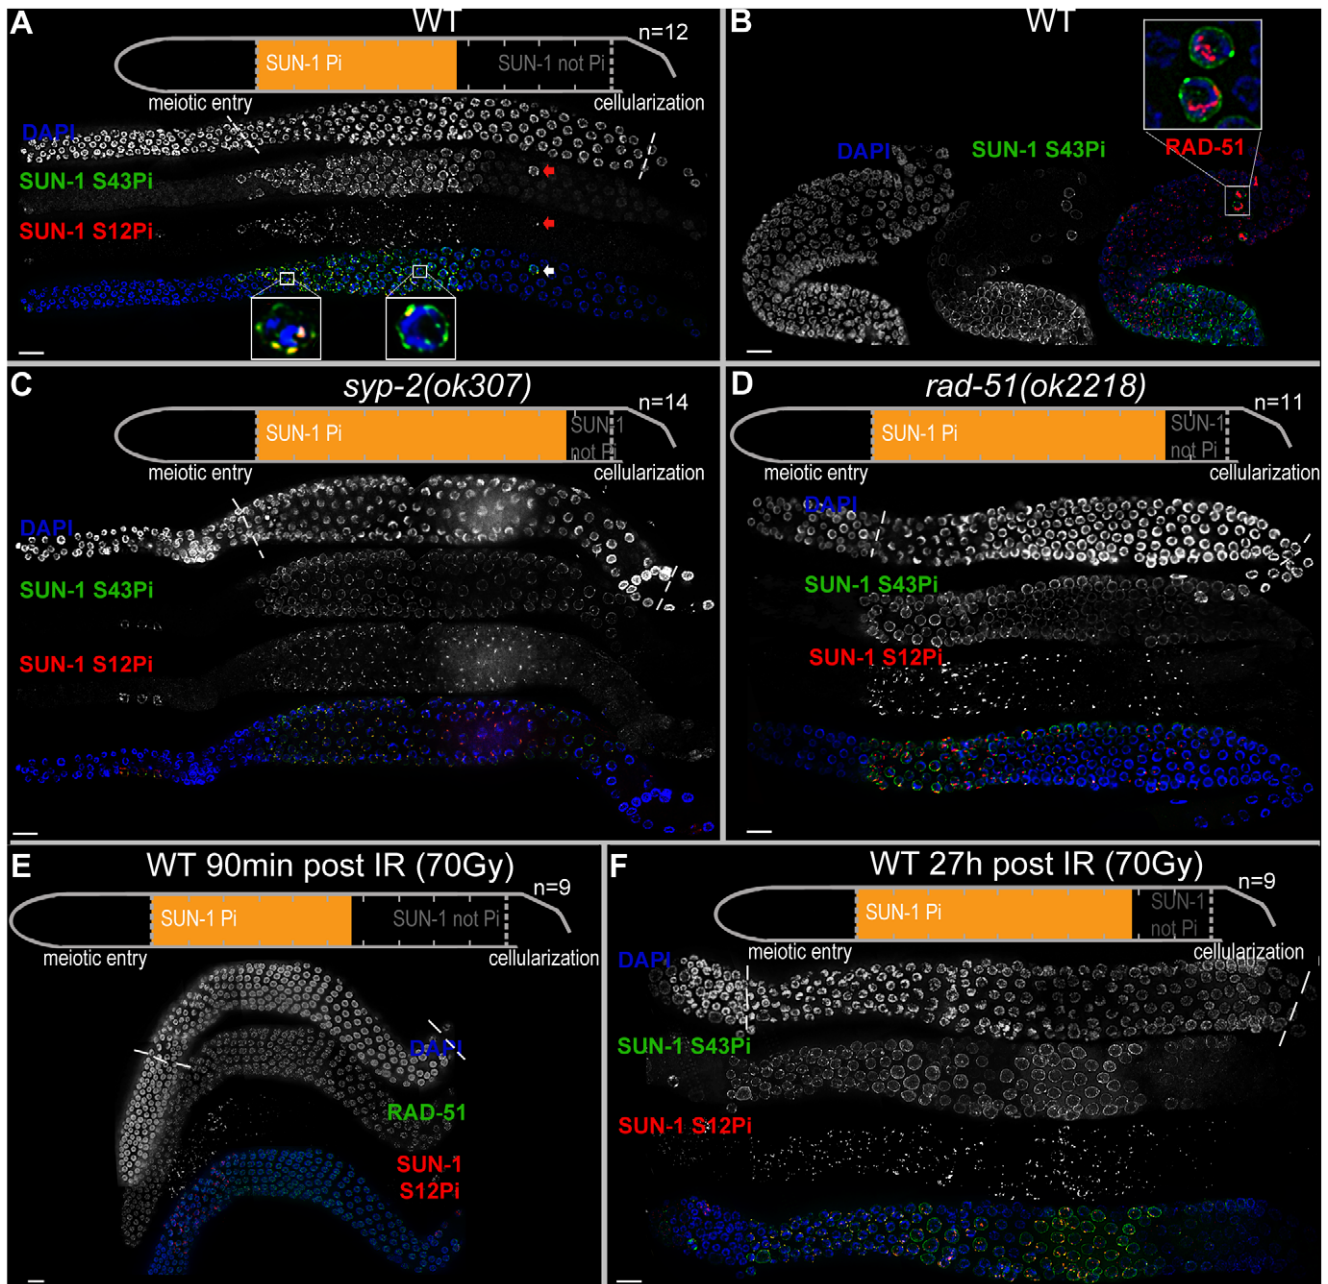 A
WT
n=12
SUN-1 Pi
SUN-1 not Pi
meiotic entry
cellularization
DAPI
SUN-1 S43Pi
SUN-1 S12Pi
B
WT
DAPI
SUN-1 S43Pi
RAD-51
C
syp-2(ok307)
n=14
SUN-1 Pi
SUN-1
not Pi
meiotic entry
cellularization
DAPI
SUN-1 S43Pi
SUN-1 S12Pi
D
rad-51(ok2218)
n=11
SUN-1 Pi
SUN-1
not Pi
meiotic entry
cellularization
DAPI
SUN-1 S43Pi
SUN-1 S12Pi
E
WT 90min post IR (70Gy)
n=9
SUN-1 Pi
SUN-1 not Pi
meiotic entry
cellularization
DAPI
RAD-51
SUN-1
S12Pi
F
WT 27h post IR (70Gy)
n=9
SUN-1 Pi
SUN-1
not Pi
meiotic entry
cellularization
DAPI
SUN-1 S43Pi
SUN-1 S12Pi